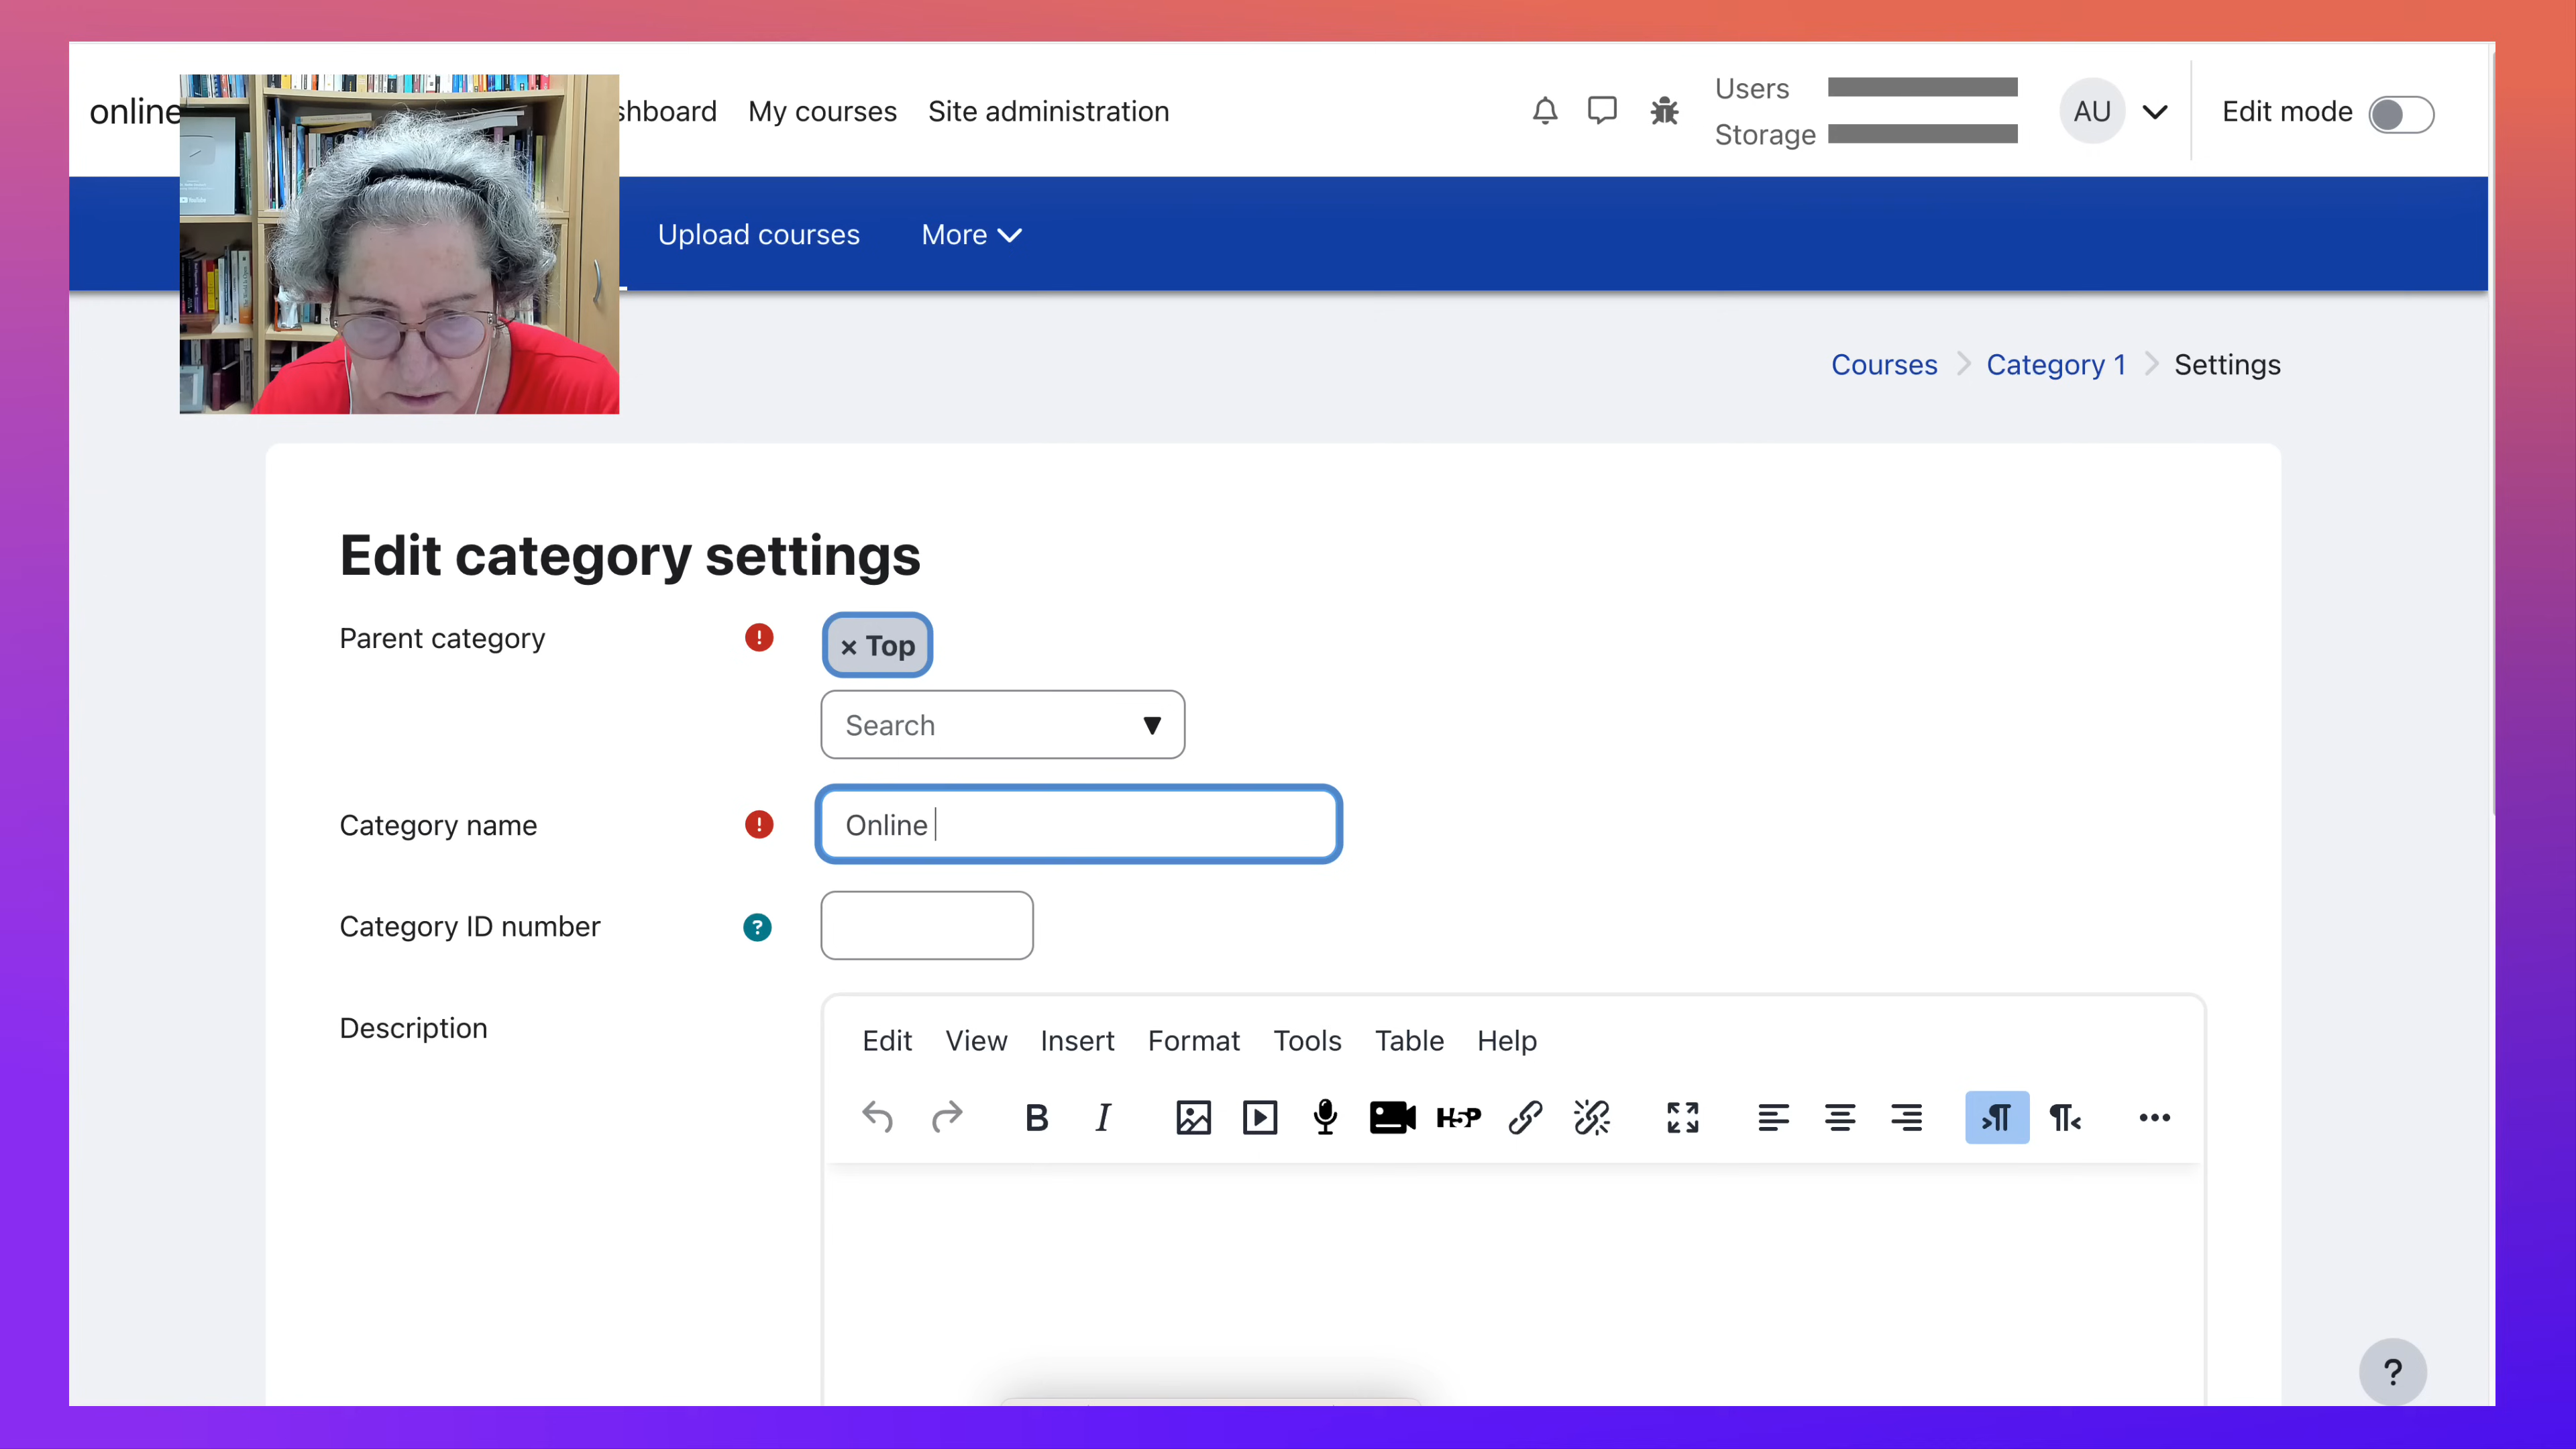 online
shboard My courses Site administration
Users
Storage
AU
Edit mode
Upload courses More
Courses Category 1 Settings
Edit category settings
Parent category ! × Top
Search ▼
Category name ! Online
Category ID number ?
Description
Edit View Insert Format Tools Table Help
B I H5P
?